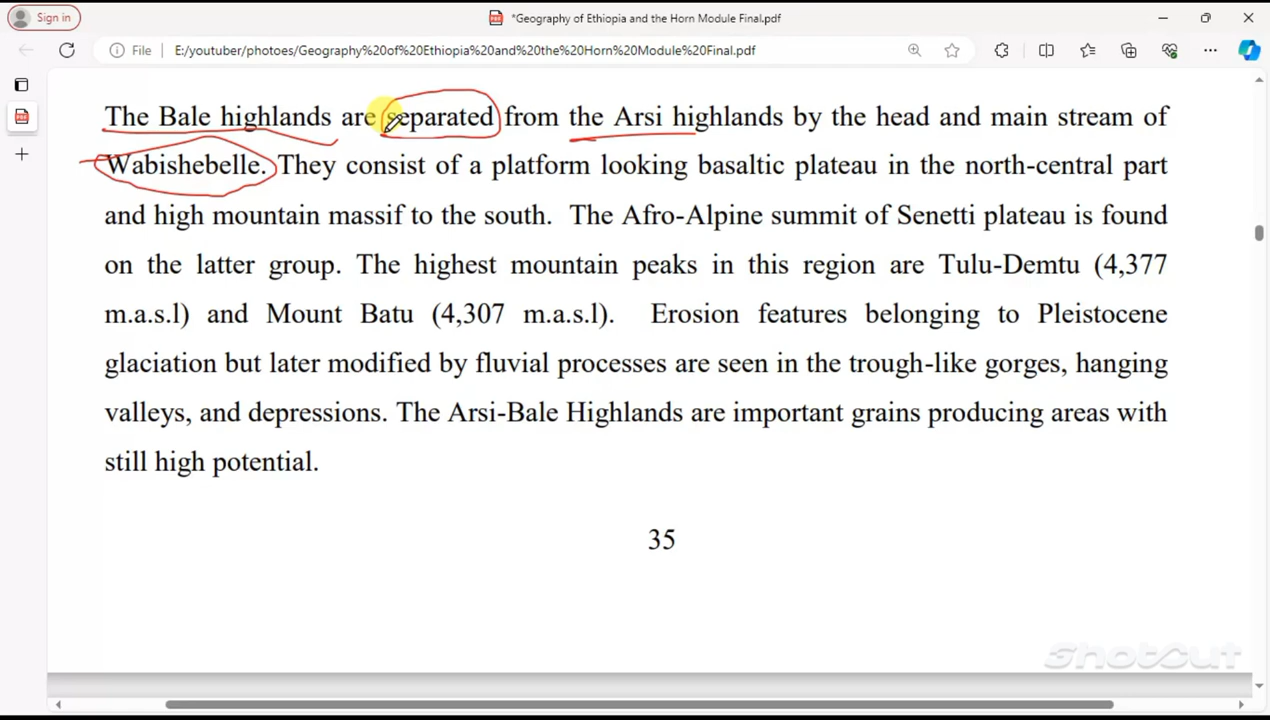 Sign in
*Geography of Ethiopia and the Horn Module Final.pdf
File
E:/youtuber/photoes/Geography%20of%20Ethiopia%20and%20the%20Horn%20Module%20Final.pdf
The Bale highlands are separated from the Arsi highlands by the head and main stream of
Wabishebelle. They consist of a platform looking basaltic plateau in the north-central part
and high mountain massif to the south. The Afro-Alpine summit of Senetti plateau is found
on the latter group. The highest mountain peaks in this region are Tulu-Demtu (4,377
m.a.s.l) and Mount Batu (4,307 m.a.s.l). Erosion features belonging to Pleistocene
glaciation but later modified by fluvial processes are seen in the trough-like gorges, hanging
valleys, and depressions. The Arsi-Bale Highlands are important grains producing areas with
still high potential.
35
Shotcut